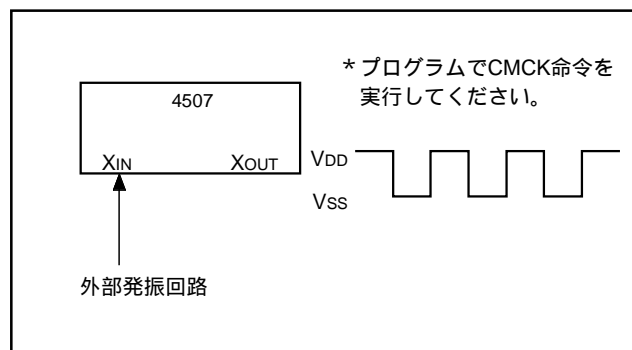 4507
XIN XOUT
* プログラムでCMCK命令を
実行してください。
VDD
VSS
外部発振回路